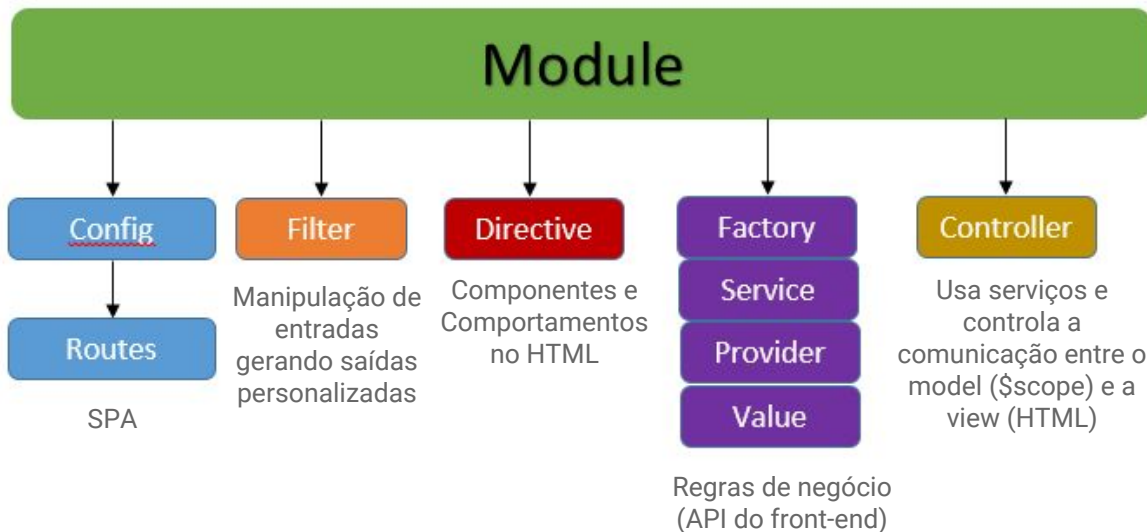 Module
Config
Routes
SPA
Filter
Manipulação de
entradas
gerando saídas
personalizadas
Directive
Componentes e
Comportamentos
no HTML
Factory
Service
Provider
Value
Regras de negócio
(API do front-end)
Controller
Usa serviços e
controla a
comunicação entre o
model ($scope) e a
view (HTML)